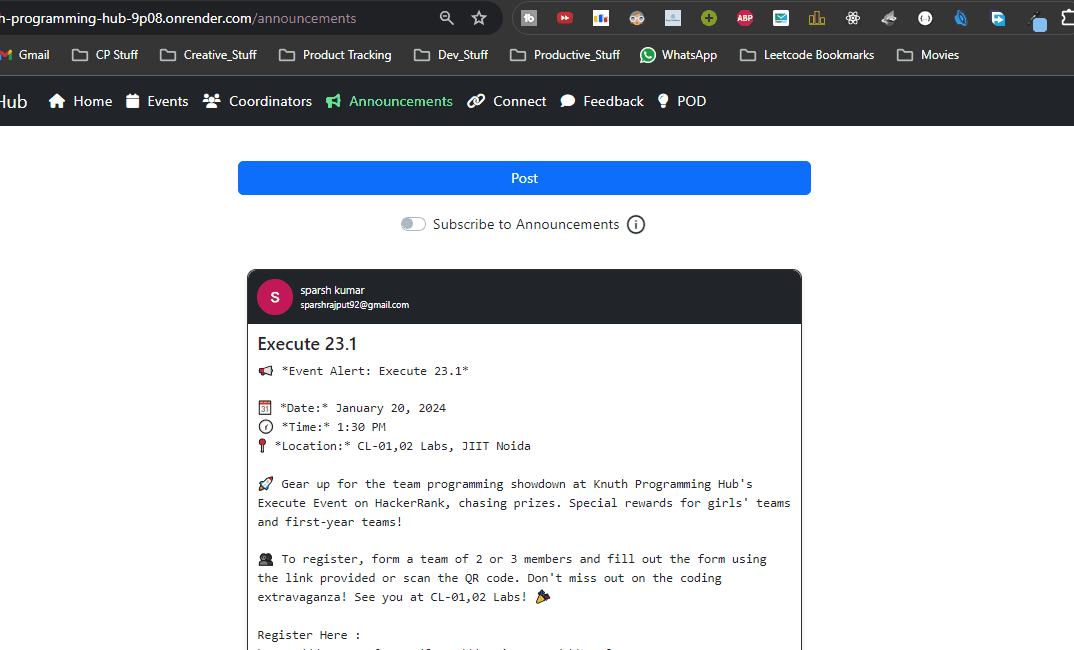 h-programming-hub-9p08.onrender.com/announcements
Gmail CP Stuff Creative_Stuff Product Tracking Dev_Stuff Productive_Stuff WhatsApp Leetcode Bookmarks Movies
Hub Home Events Coordinators Announcements Connect Feedback POD
Post
Subscribe to Announcements
S
sparsh kumar
sparshrajput92@gmail.com
Execute 23.1
*Event Alert: Execute 23.1*
*Date:* January 20, 2024
*Time:* 1:30 PM
*Location:* CL-01,02 Labs, JIIT Noida
Gear up for the team programming showdown at Knuth Programming Hub's
Execute Event on HackerRank, chasing prizes. Special rewards for girls' teams
and first-year teams!
To register, form a team of 2 or 3 members and fill out the form using
the link provided or scan the QR code. Don't miss out on the coding
extravaganza! See you at CL-01,02 Labs!
Register Here :